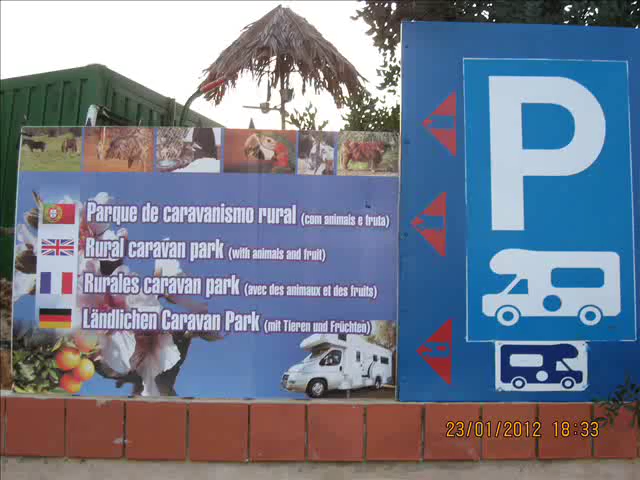 P
Parque de caravanismo rural (com animais e fruta)
Rural caravan park (with animals and fruit)
Rurales caravan park (avec des animaux et des fruits)
Ländlichen Caravan Park (mit Tieren und Früchten)
23/01/2012 18:33